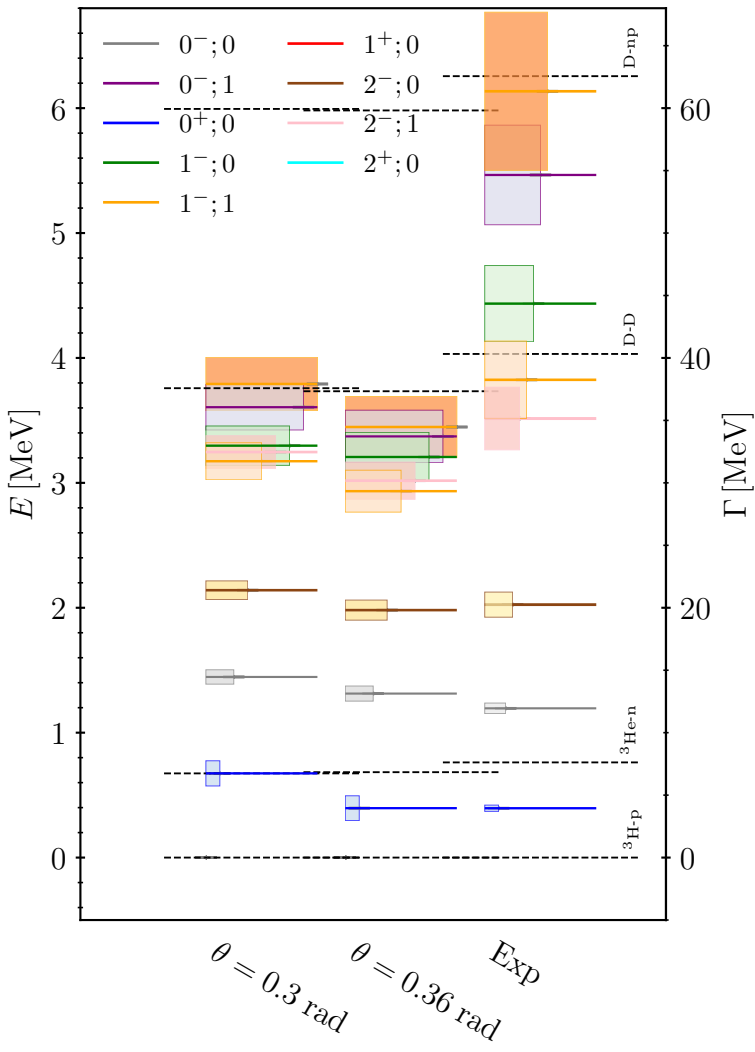 0⁻;0
0⁻;1
0⁺;0
1⁻;0
1⁻;1
1⁺;0
2⁻;0
2⁻;1
2⁺;0
D-np
D-D
³He-n
³H-p
E [MeV]
6
5
4
3
2
1
0
Γ [MeV]
60
40
20
0
θ = 0.3 rad
θ = 0.36 rad
Exp